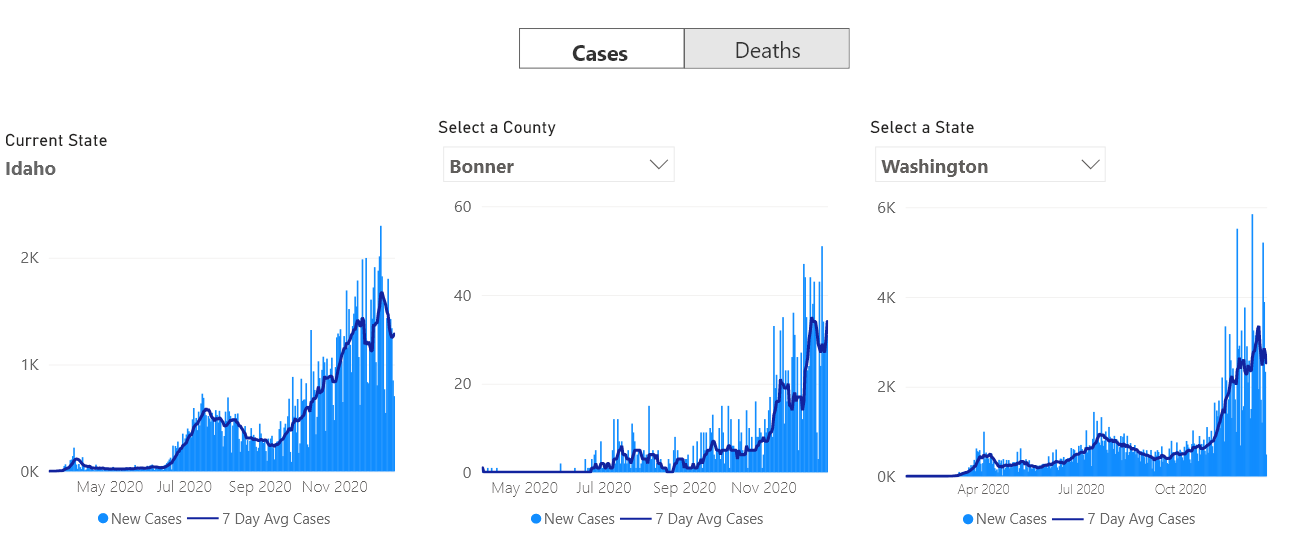 Cases Deaths
Current State
Idaho
2K
1K
0K
May 2020 Jul 2020 Sep 2020 Nov 2020
New Cases 7 Day Avg Cases
Select a County
Bonner
60
40
20
0
May 2020 Jul 2020 Sep 2020 Nov 2020
New Cases 7 Day Avg Cases
Select a State
Washington
6K
4K
2K
0K
Apr 2020 Jul 2020 Oct 2020
New Cases 7 Day Avg Cases